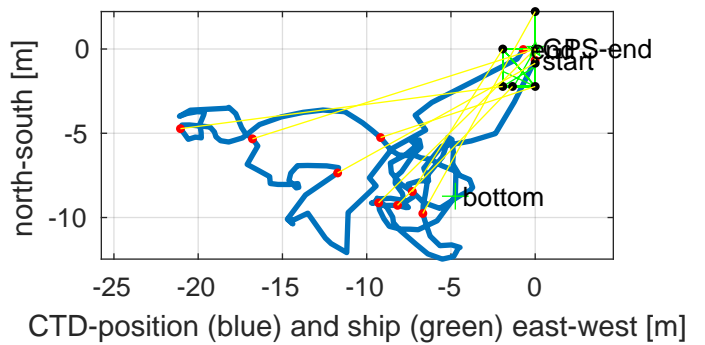 0
GPS-end
end
start
-5
bottom
-10
north-south [m]
-25 -20 -15 -10 -5 0
CTD-position (blue) and ship (green) east-west [m]